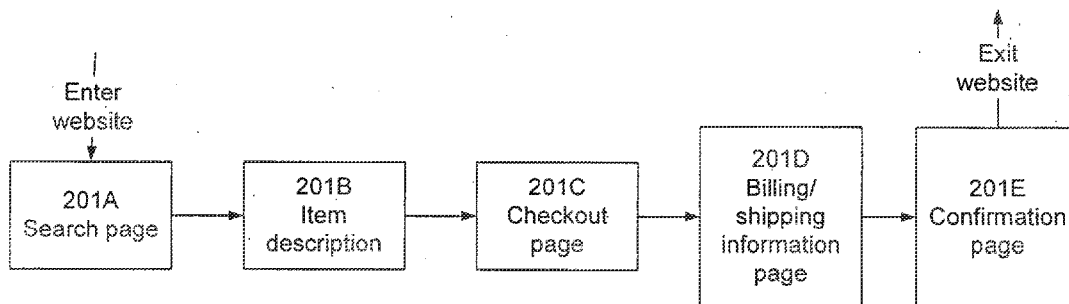 Enter
website
201A
Search page
201B
Item
description
201C
Checkout
page
201D
Billing/
shipping
information
page
Exit
website
201E
Confirmation
page